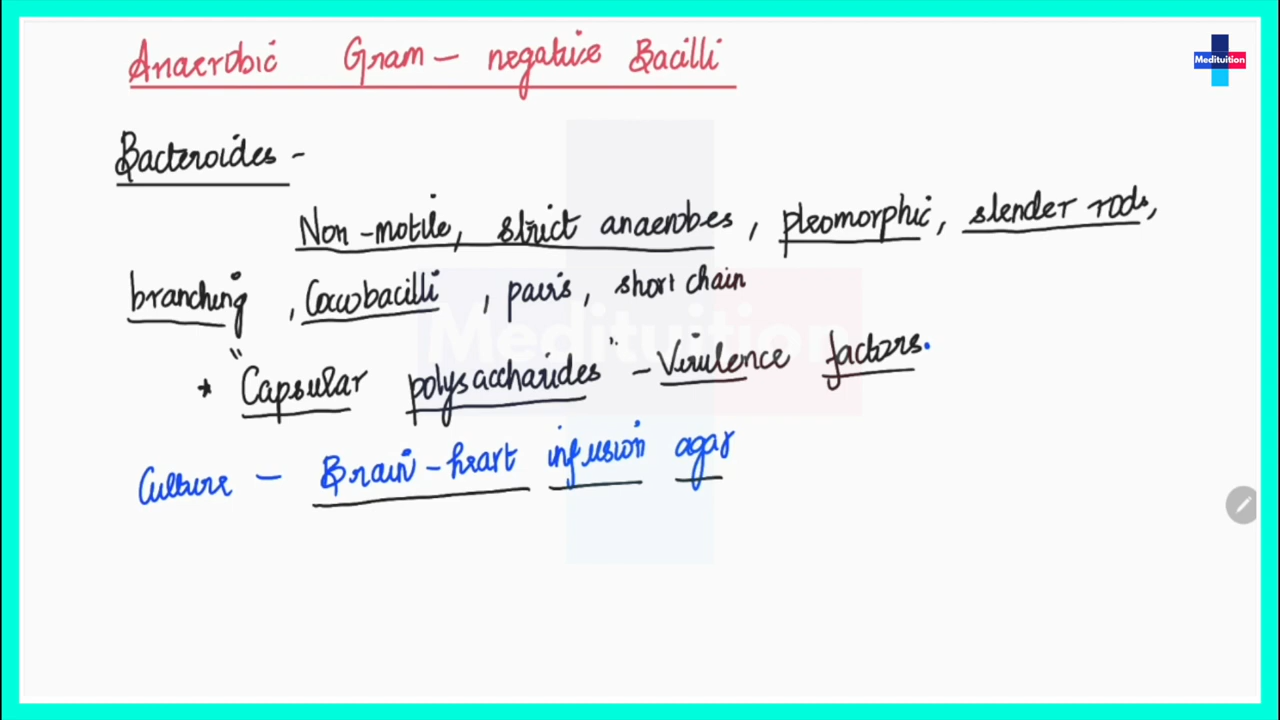 Anaerobic Gram - negative Bacilli
Medituition
Bacteroides -
Non-motile, strict anaerobes, pleomorphic, slender rods,
branching, Coccobacilli, pairs, short chain
Medituition
* "Capsular polysaccharides" - Virulence factors.
Culture - Brain-heart infusion agar